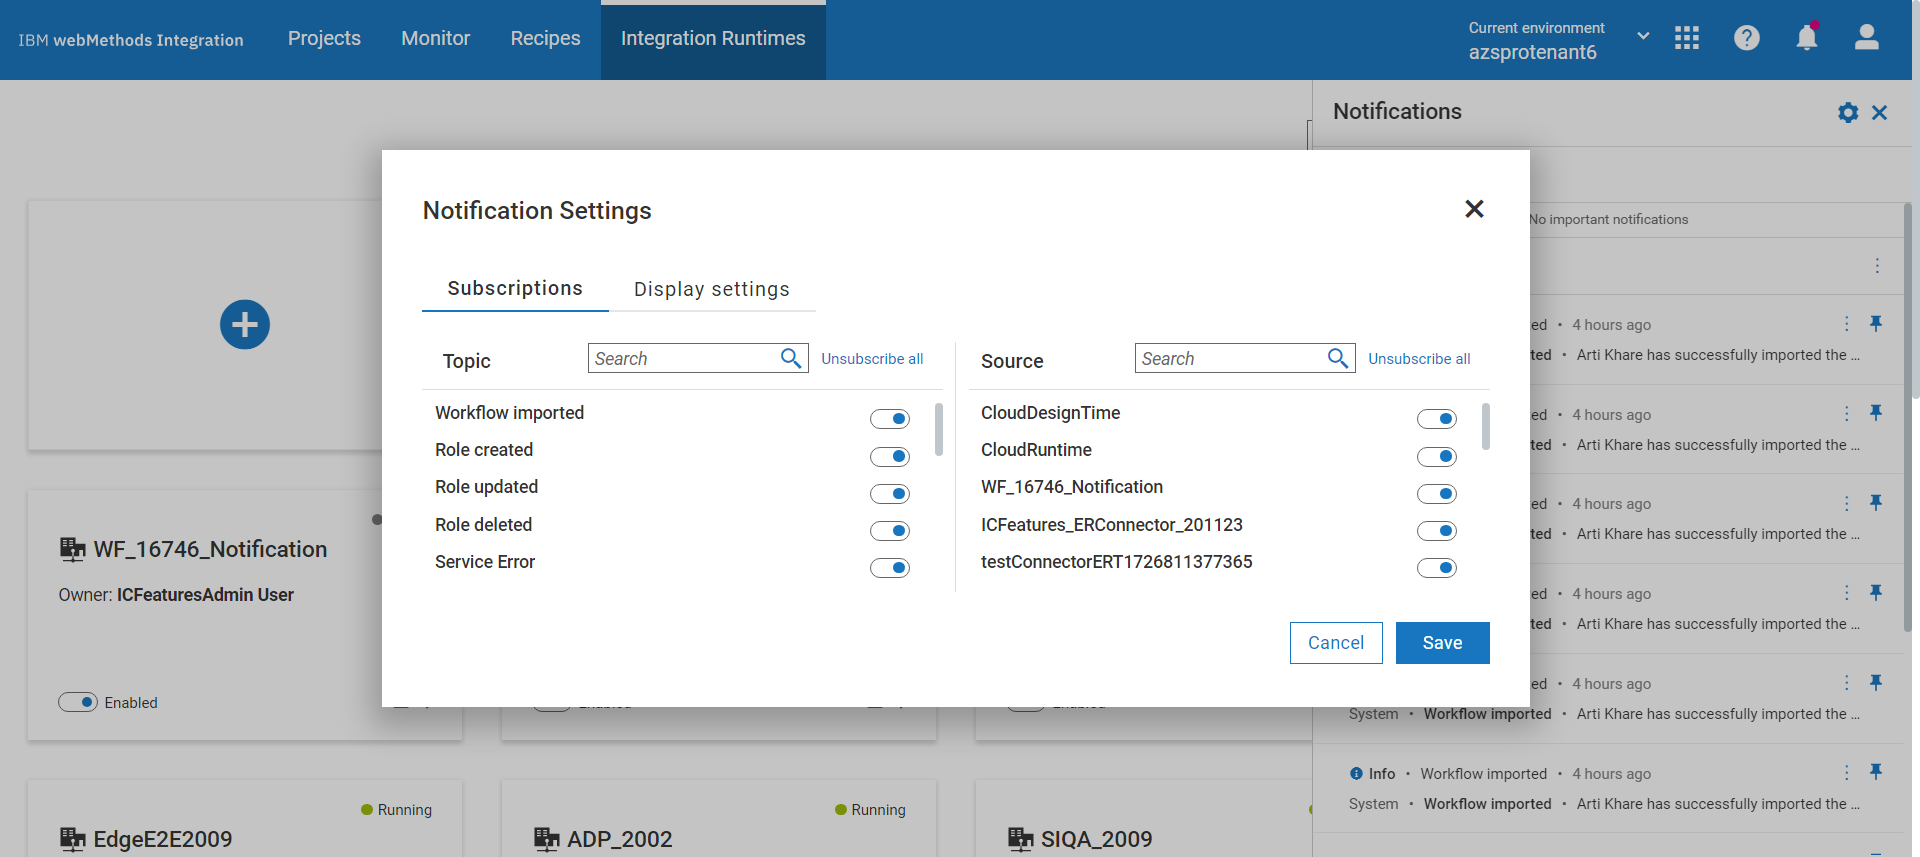 IBM webMethods Integration
Projects
Monitor
Recipes
Integration Runtimes
Current environment
azsprotenant6
Notifications
No important notifications
Notification Settings
Subscriptions
Display settings
Topic
Search
Unsubscribe all
Workflow imported
Role created
Role updated
Role deleted
Service Error
Source
Search
Unsubscribe all
CloudDesignTime
CloudRuntime
WF_16746_Notification
ICFeatures_ERConnector_201123
testConnectorERT1726811377365
Cancel
Save
ed • 4 hours ago
ted • Arti Khare has successfully imported the ...
ed • 4 hours ago
ted • Arti Khare has successfully imported the ...
ed • 4 hours ago
ted • Arti Khare has successfully imported the ...
ed • 4 hours ago
ted • Arti Khare has successfully imported the ...
ed • 4 hours ago
System • Workflow imported • Arti Khare has successfully imported the ...
Info • Workflow imported • 4 hours ago
System • Workflow imported • Arti Khare has successfully imported the ...
WF_16746_Notification
Owner: ICFeaturesAdmin User
Enabled
Running
EdgeE2E2009
Running
ADP_2002
SIQA_2009